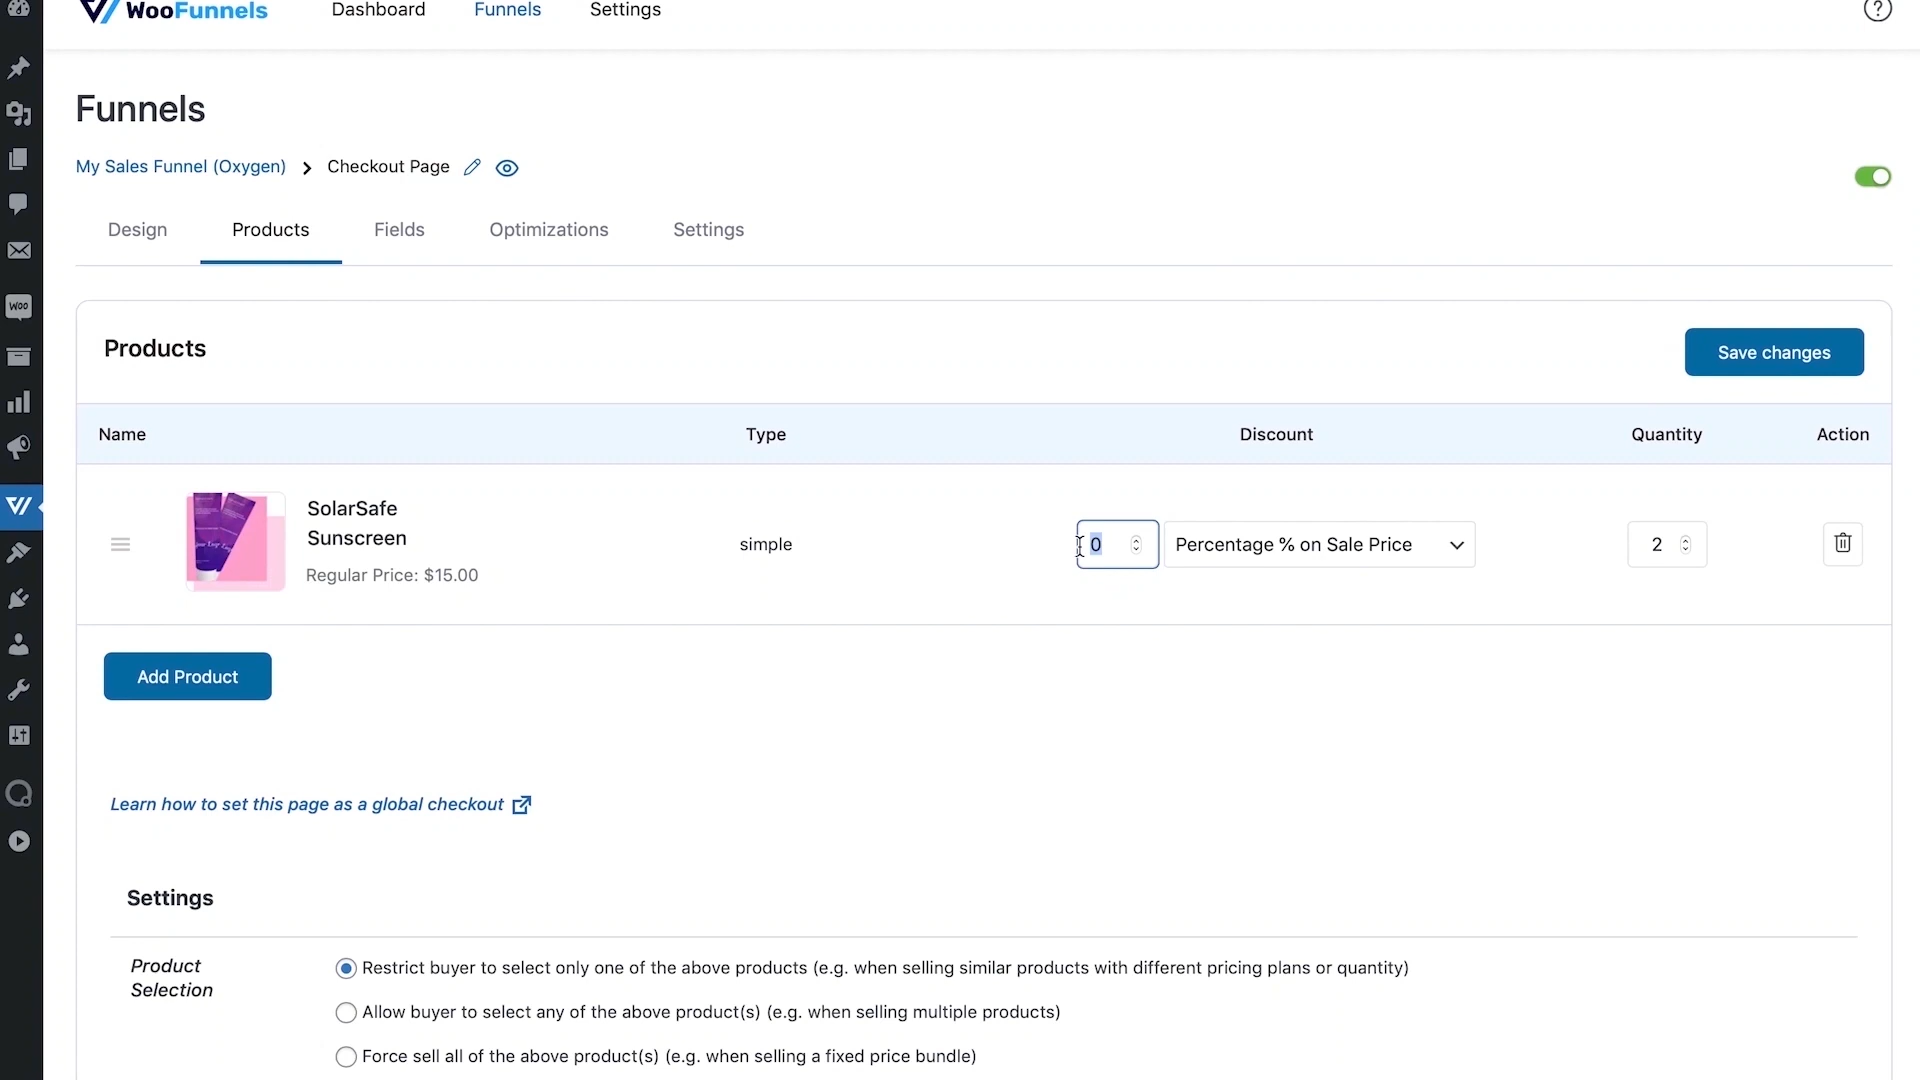 WooFunnels Dashboard Funnels Settings ?
Funnels
My Sales Funnel (Oxygen) Checkout Page
Design Products Fields Optimizations Settings
Products
Save changes
Name Type Discount Quantity Action
SolarSafe
Sunscreen
Regular Price: $15.00
simple
0 Percentage % on Sale Price 2
Add Product
Learn how to set this page as a global checkout
Settings
Product
Selection
Restrict buyer to select only one of the above products (e.g. when selling similar products with different pricing plans or quantity)
Allow buyer to select any of the above product(s) (e.g. when selling multiple products)
Force sell all of the above product(s) (e.g. when selling a fixed price bundle)
Woo